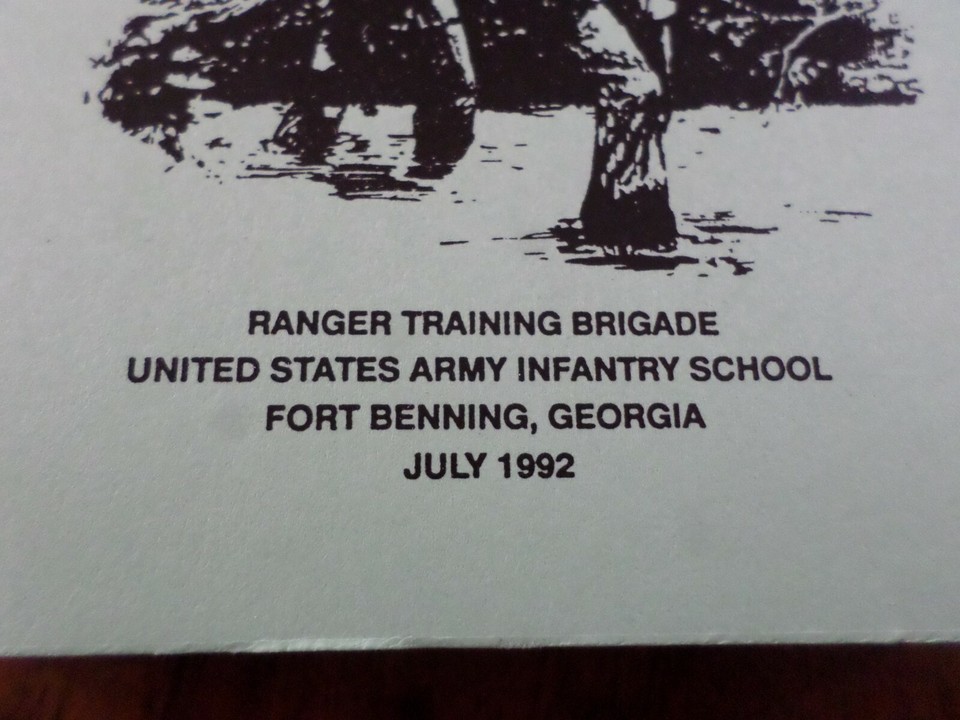 RANGER TRAINING BRIGADE
UNITED STATES ARMY INFANTRY SCHOOL
FORT BENNING, GEORGIA
JULY 1992